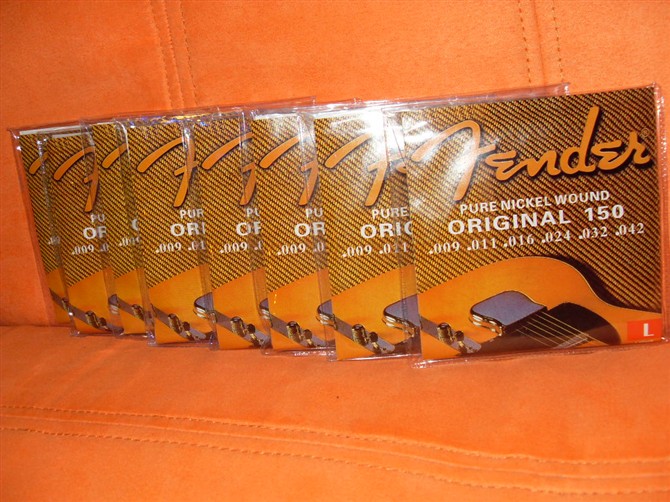 Fender
PURE NICKEL WOUND
ORIGINAL 150
.009 .011 .016 .024 .032 .042
L